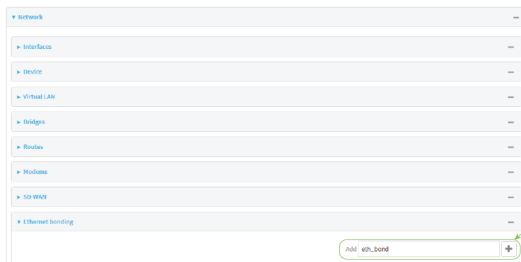 Network
Interfaces
Device
Virtual LAN
Bridges
Routes
Modems
SD-WAN
Ethernet bonding
Add eth_bond